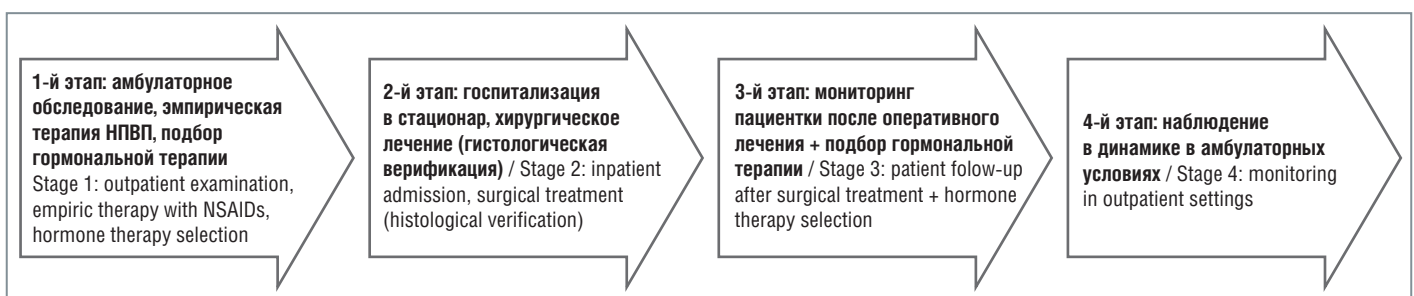 1-й этап: амбулаторное
обследование, эмпирическая
терапия НПВП, подбор
гормональной терапии
Stage 1: outpatient examination,
empiric therapy with NSAIDs,
hormone therapy selection
2-й этап: госпитализация
в стационар, хирургическое
лечение (гистологическая
верификация) / Stage 2: inpatient
admission, surgical treatment
(histological verification)
3-й этап: мониторинг
пациентки после оперативного
лечения + подбор гормональной
терапии / Stage 3: patient folow-up
after surgical treatment + hormone
therapy selection
4-й этап: наблюдение
в динамике в амбулаторных
условиях / Stage 4: monitoring
in outpatient settings